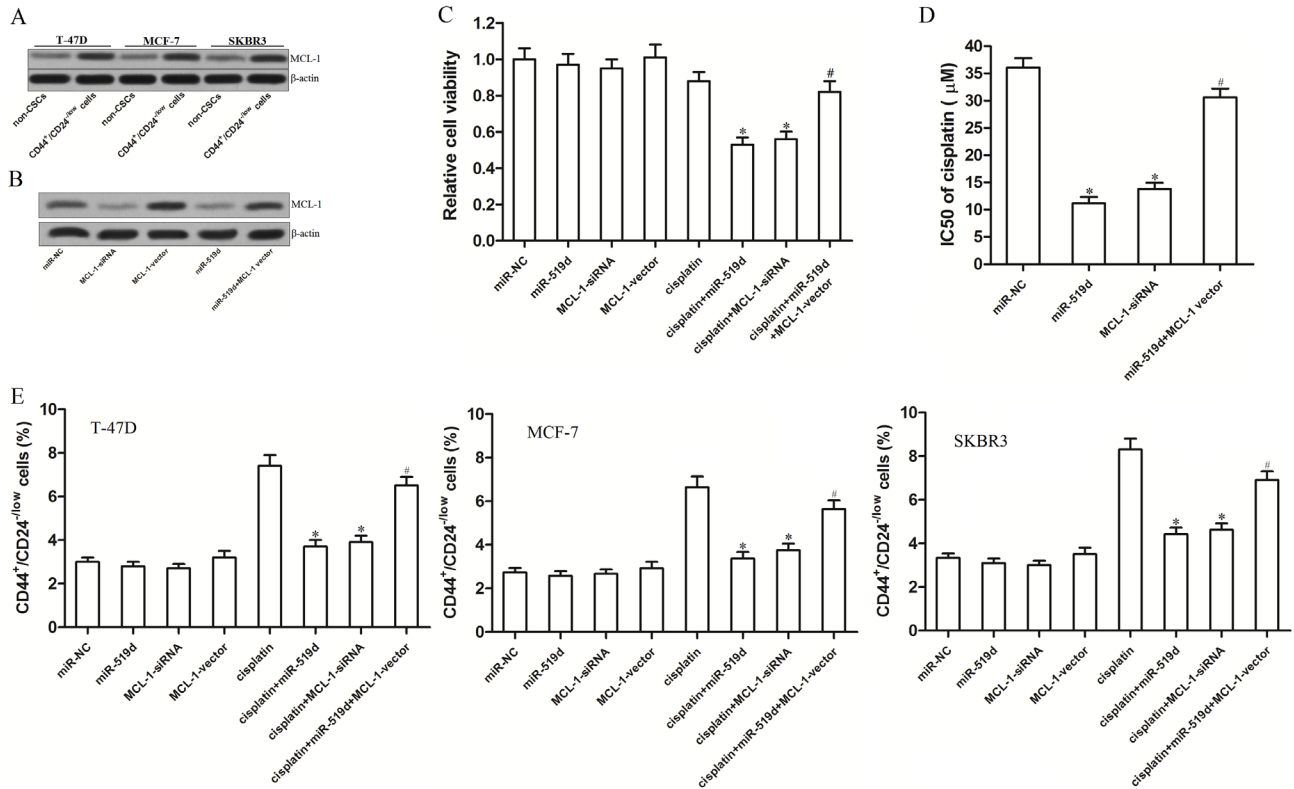 A
T-47D MCF-7 SKBR3
MCL-1
β-actin
non-CSCs
CD44+/CD24-/low cells
non-CSCs
CD44+/CD24-/low cells
non-CSCs
CD44+/CD24-/low cells
B
MCL-1
β-actin
miR-NC
MCL-1-siRNA
MCL-1-vector
miR-519d
miR-519d+MCL-1 vector
C
Relative cell viability
1.2
1.0
0.8
0.6
0.4
0.2
0.0
*
*
#
miR-NC
miR-519d
MCL-1-siRNA
MCL-1-vector
cisplatin
cisplatin+miR-519d
cisplatin+MCL-1-siRNA
cisplatin+miR-519d
+MCL-1-vector
D
IC50 of cisplatin ( μM)
40
35
30
25
20
15
10
5
0
*
*
#
miR-NC
miR-519d
MCL-1-siRNA
miR-519d+MCL-1 vector
E
T-47D
CD44+/CD24-/low cells (%)
10
8
6
4
2
0
*
*
#
miR-NC
miR-519d
MCL-1-siRNA
MCL-1-vector
cisplatin
cisplatin+miR-519d
cisplatin+MCL-1-siRNA
cisplatin+miR-519d+MCL-1-vector
MCF-7
CD44+/CD24-/low cells (%)
10
8
6
4
2
0
*
*
#
miR-NC
miR-519d
MCL-1-siRNA
MCL-1-vector
cisplatin
cisplatin+miR-519d
cisplatin+MCL-1-siRNA
cisplatin+miR-519d+MCL-1-vector
SKBR3
CD44+/CD24-/low cells (%)
10
8
6
4
2
0
*
*
#
miR-NC
miR-519d
MCL-1-siRNA
MCL-1-vector
cisplatin
cisplatin+miR-519d
cisplatin+MCL-1-siRNA
cisplatin+miR-519d+MCL-1-vector